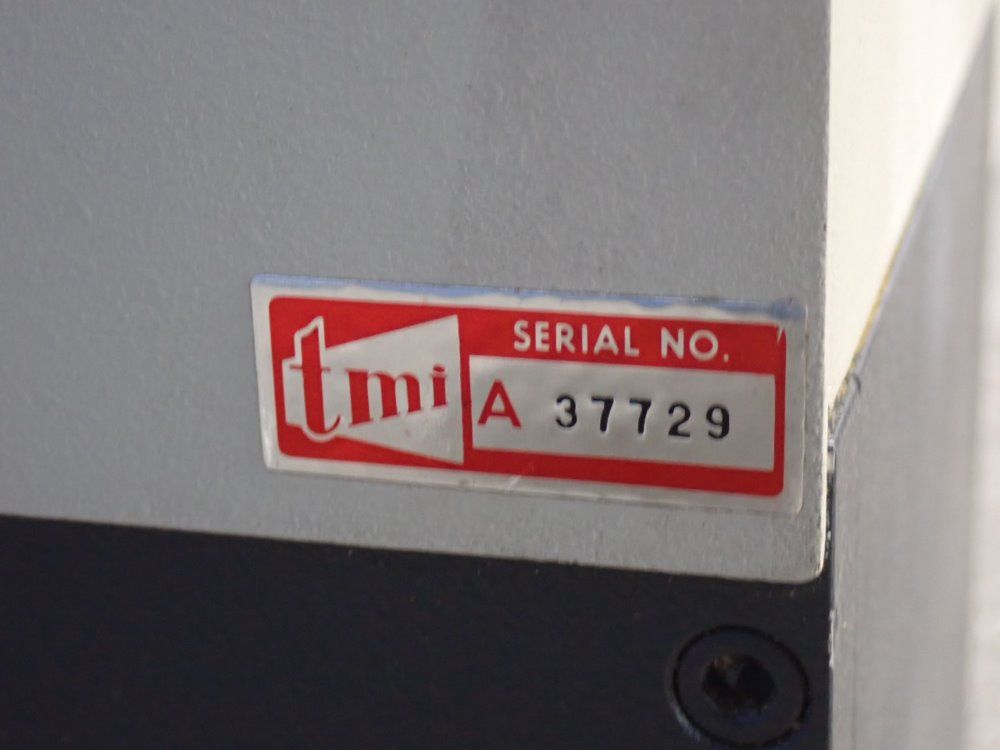 tmi
SERIAL NO.
A 37729